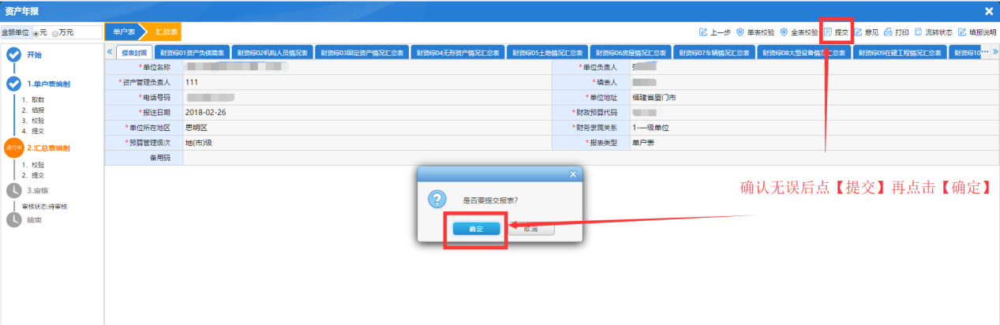 资产年报
金额单位 元 万元
单户表 汇总表
上一步 单表校验 全表校验 提交 意见 打印 流转状态 填报说明
开始
1.单户表编制
1、取数
2、填报
3、校验
4、提交
进行中 2.汇总表编制
1、校验
2、提交
3.审核
审核状态:待审核
结束
报表封面 财资综01资产负债简表 财资综02机构人员情况表 财资综03固定资产情况汇总表 财资综04无形资产情况汇总表 财资综05土地情况汇总表 财资综06房屋情况汇总表 财资综07车辆情况汇总表 财资综08大型设备情况汇总表 财资综09在建工程情况汇总表 财资综10
*单位名称 *单位负责人
*资产管理负责人 111 *填表人
*电话号码 *单位地址 福建省厦门市
*报送日期 2018-02-26 *财政预算代码
*单位所在地区 思明区 *财务隶属关系 1-一级单位
*预算管理级次 地(市)级 *报表类型 单户表
备用码
是否要提交报表?
确定 取消
确认无误后点【提交】再点击【确定】